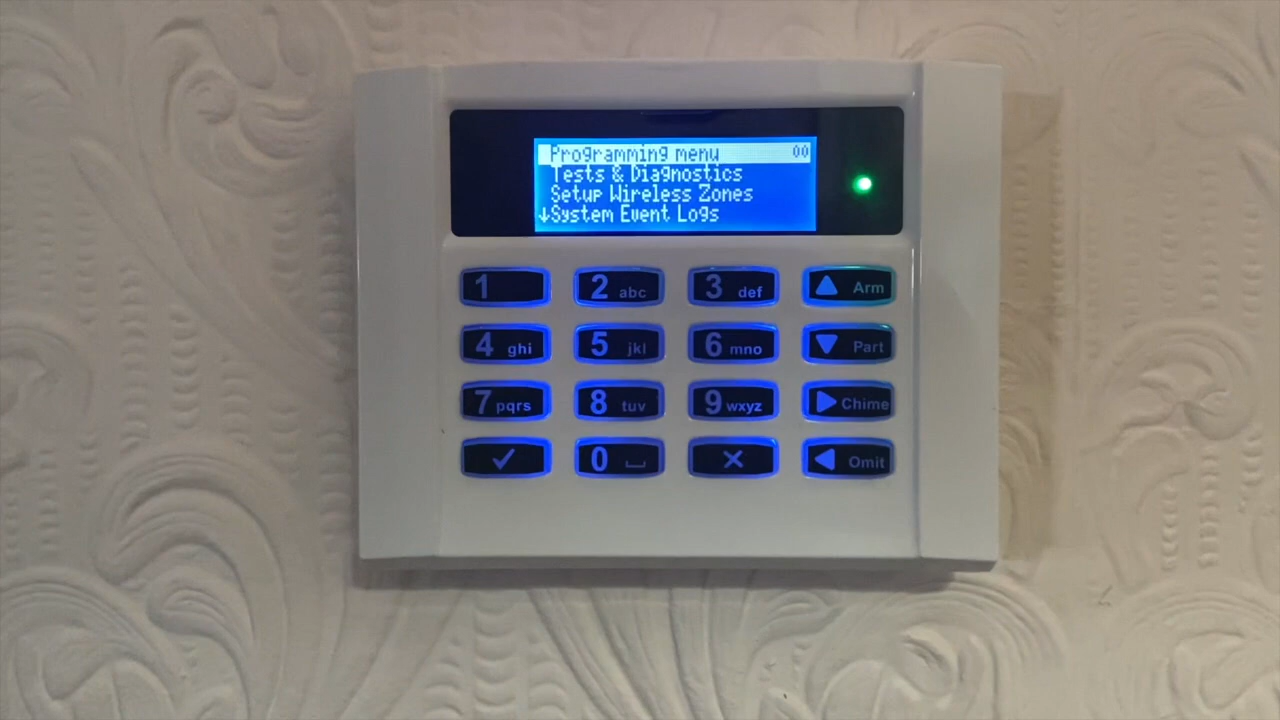 Programming menu 00
Tests & Diagnostics
Setup Wireless Zones
↓System Event Logs
1 2 abc 3 def Arm
4 ghi 5 jkl 6 mno Part
7 pqrs 8 tuv 9 wxyz Chime
0 Omit